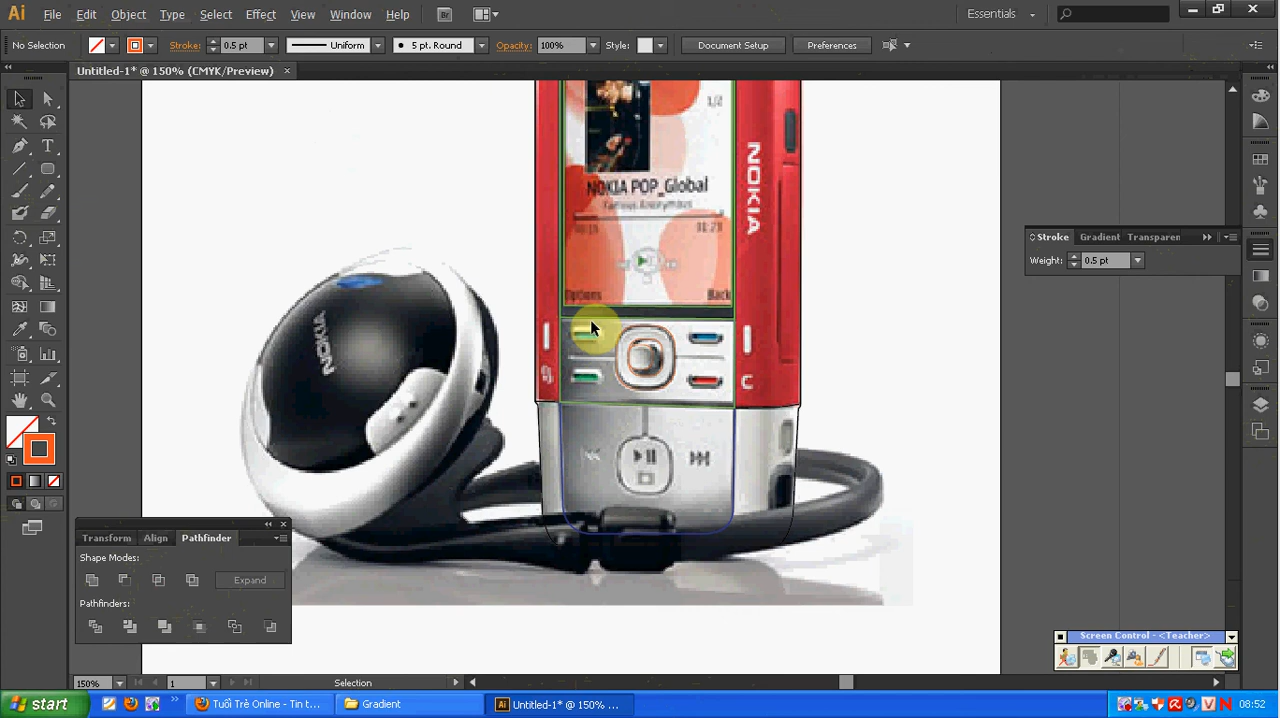 Ai File Edit Object Type Select Effect View Window Help Br Essentials
No Selection Stroke: 0.5 pt Uniform 5 pt. Round Opacity: 100% Style: Document Setup Preferences
Untitled-1* @ 150% (CMYK/Preview)
1/2
NOKIA
NOKIA POP_Global
Options Back
Stroke Gradient Transparen
Weight: 0.5 pt
NOKIA
C
Transform Align Pathfinder
Shape Modes:
Expand
Pathfinders:
Screen Control - <Teacher>
150% 1 Selection
start Tuổi Trẻ Online - Tin t... Gradient Untitled-1* @ 150% ... 08:52